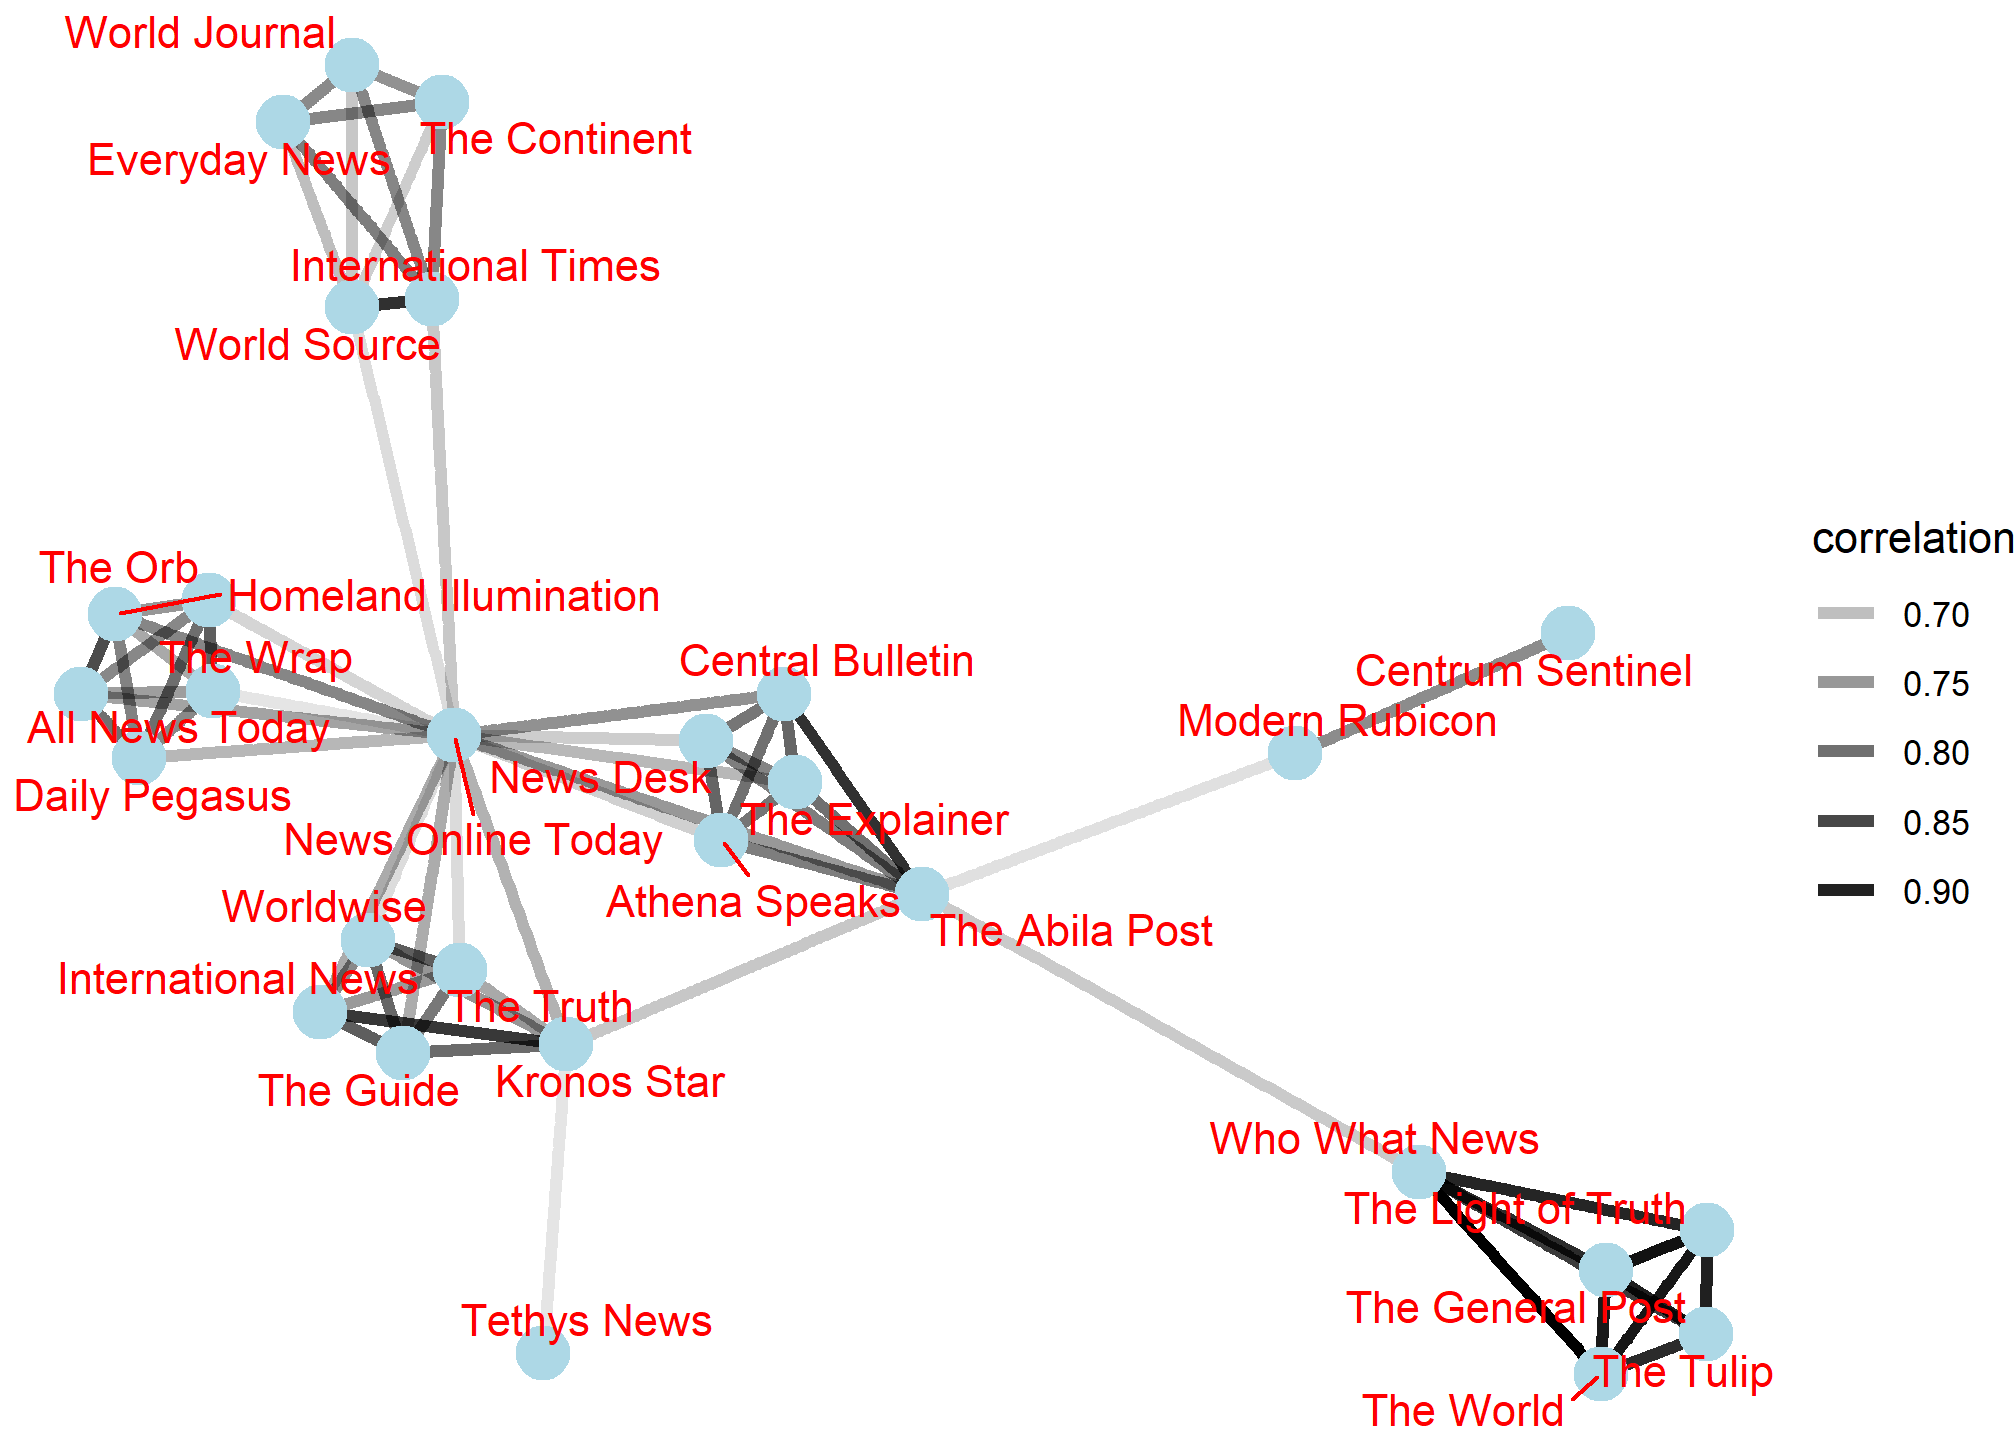 World Journal
The Continent
Everyday News
International Times
World Source
correlation
The Orb
Homeland Illumination
0.70
The Wrap
Central Bulletin
Centrum Sentinel
0.75
All News Today
Modern Rubicon
0.80
News Desk
Daily Pegasus
The Explainer
0.85
News Online Today
0.90
Athena Speaks
Worldwise
The Abila Post
International News
The Truth
The Guide
Kronos Star
Who What News
The Light of Truth
The General Post
Tethys News
The Tulip
The World